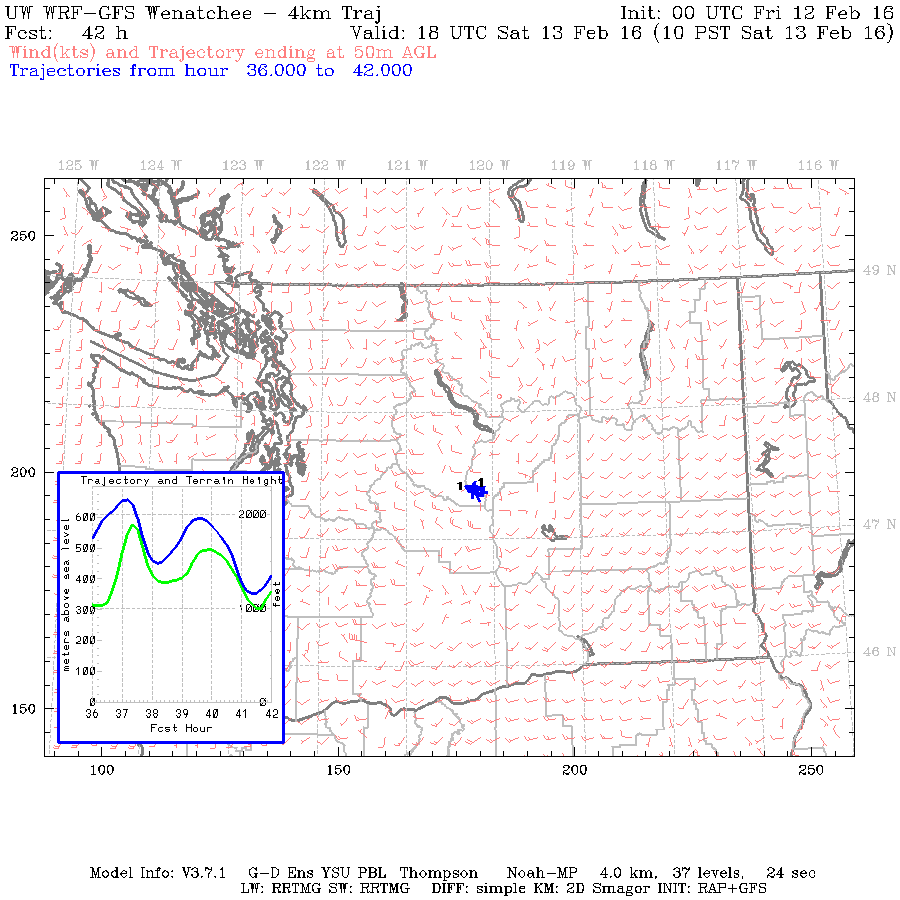 UW WRF-GFS Wenatchee - 4km Traj Init: 00 UTC Fri 12 Feb 16
Fcst: 42 h Valid: 18 UTC Sat 13 Feb 16 (10 PST Sat 13 Feb 16)
Wind(kts) and Trajectory ending at 50m AGL
Trajectories from hour 36.000 to 42.000
125 W 124 W 123 W 122 W 121 W 120 W 119 W 118 W 117 W 116 W
250
49 N
48 N
200
1 1
47 N
46 N
150
Trajectory and Terrain Height
600
500
400
300
200
100
0
meters above sea level
2000
1000
0
feet
36 37 38 39 40 41 42
Fcst Hour
100 150 200 250
Model Info: V3.7.1 G-D Ens YSU PBL Thompson Noah-MP 4.0 km, 37 levels, 24 sec
LW: RRTMG SW: RRTMG DIFF: simple KM: 2D Smagor INIT: RAP+GFS